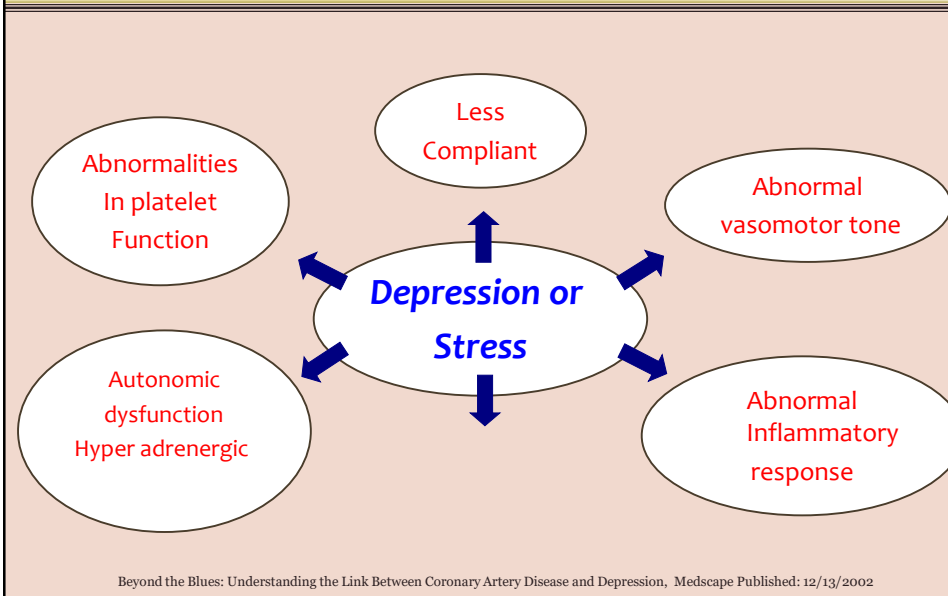 Less
Compliant
Abnormalities
In platelet
Function
Abnormal
vasomotor tone
Depression or
Stress
Autonomic
dysfunction
Hyper adrenergic
Abnormal
Inflammatory
response
Beyond the Blues: Understanding the Link Between Coronary Artery Disease and Depression, Medscape Published: 12/13/2002